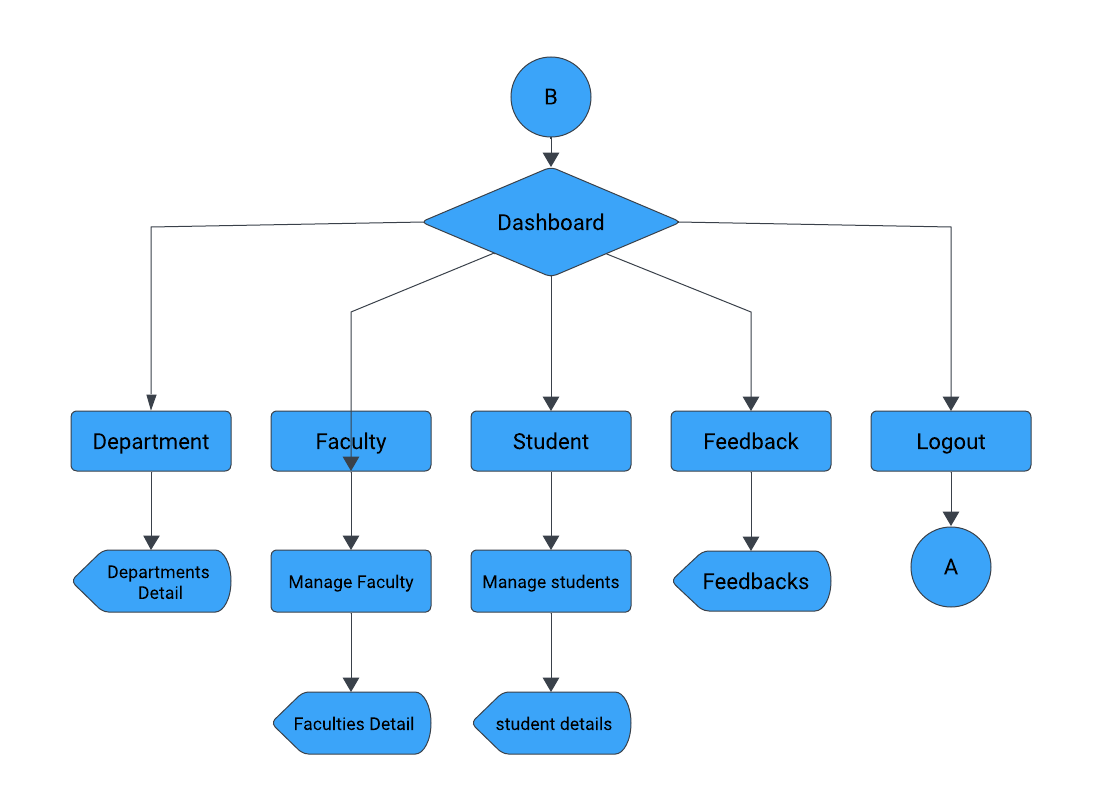 B
Dashboard
Department
Faculty
Student
Feedback
Logout
Departments
Detail
Manage Faculty
Manage students
Feedbacks
A
Faculties Detail
student details